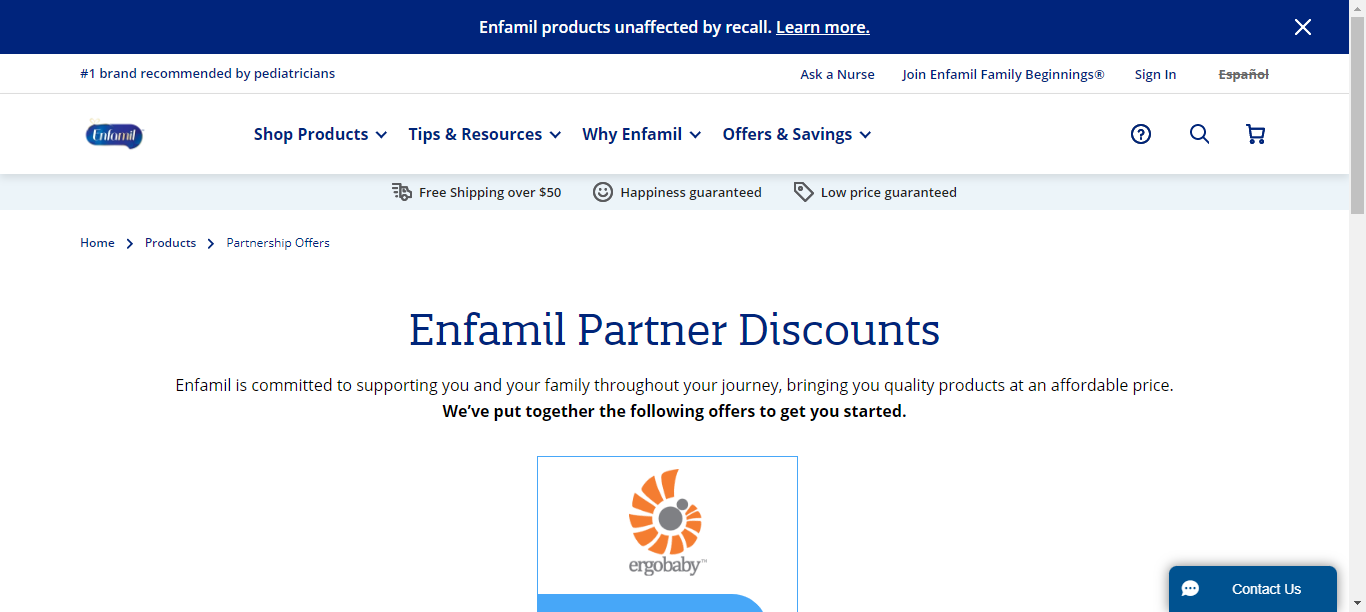 Enfamil products unaffected by recall. Learn more.
#1 brand recommended by pediatricians
Ask a Nurse
Join Enfamil Family Beginnings®
Sign In
Español
Enfamil
Shop Products
Tips & Resources
Why Enfamil
Offers & Savings
Free Shipping over $50
Happiness guaranteed
Low price guaranteed
Home
Products
Partnership Offers
Enfamil Partner Discounts
Enfamil is committed to supporting you and your family throughout your journey, bringing you quality products at an affordable price.
We’ve put together the following offers to get you started.
ergobaby™
Contact Us